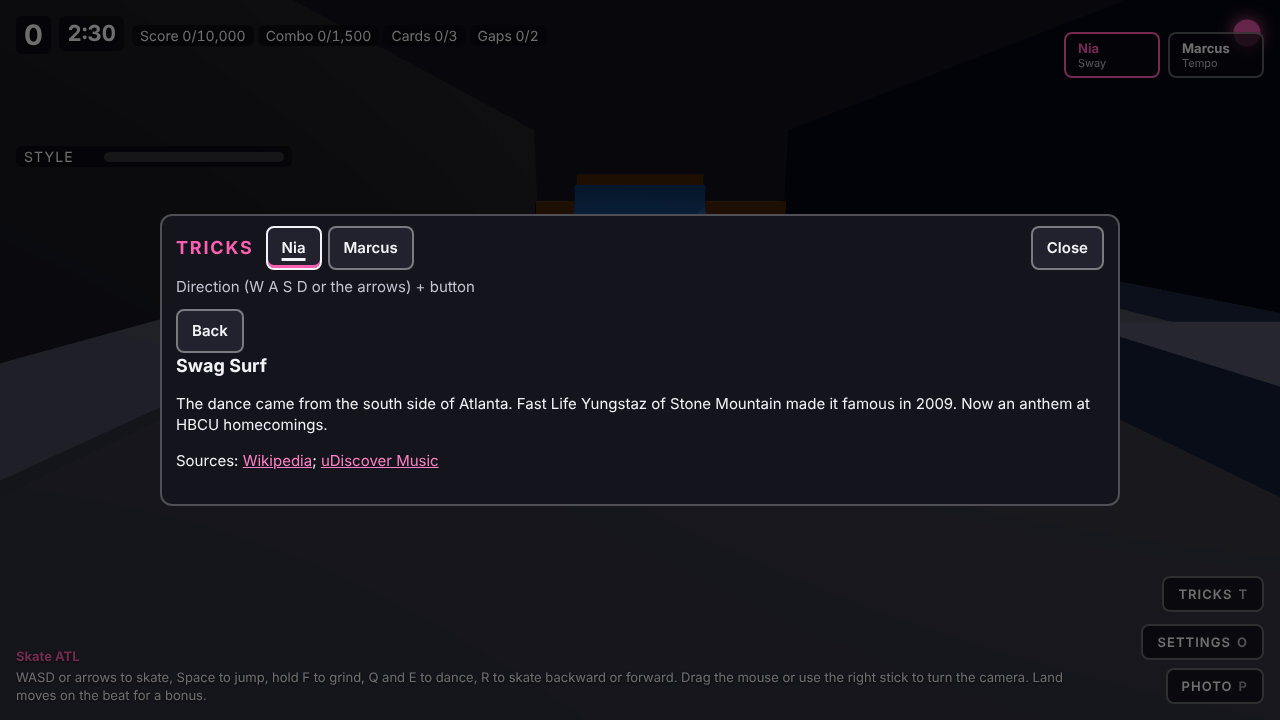 0
2:30
Score 0/10,000
Combo 0/1,500
Cards 0/3
Gaps 0/2
Nia
Sway
Marcus
Tempo
STYLE
TRICKS
Nia
Marcus
Close
Direction (W A S D or the arrows) + button
Back
Swag Surf
The dance came from the south side of Atlanta. Fast Life Yungstaz of Stone Mountain made it famous in 2009. Now an anthem at
HBCU homecomings.
Sources: Wikipedia; uDiscover Music
TRICKS T
SETTINGS O
PHOTO P
Skate ATL
WASD or arrows to skate, Space to jump, hold F to grind, Q and E to dance, R to skate backward or forward. Drag the mouse or use the right stick to turn the camera. Land
moves on the beat for a bonus.